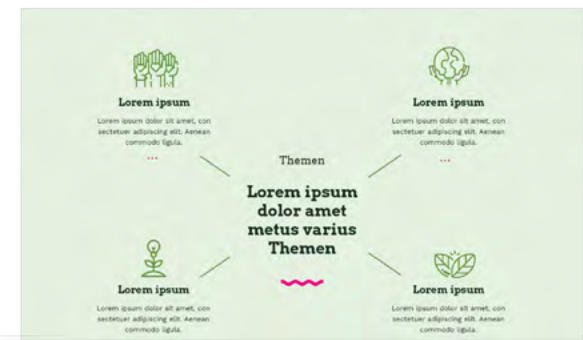 Lorem ipsum
Lorem ipsum dolor sit amet, con
sectetuer adipiscing elit. Aenean
commodo ligula.
...
Lorem ipsum
Lorem ipsum dolor sit amet, con
sectetuer adipiscing elit. Aenean
commodo ligula.
...
Themen
Lorem ipsum
dolor amet
metus varius
Themen
Lorem ipsum
Lorem ipsum dolor sit amet, con
sectetuer adipiscing elit. Aenean
commodo ligula.
Lorem ipsum
Lorem ipsum dolor sit amet, con
sectetuer adipiscing elit. Aenean
commodo ligula.